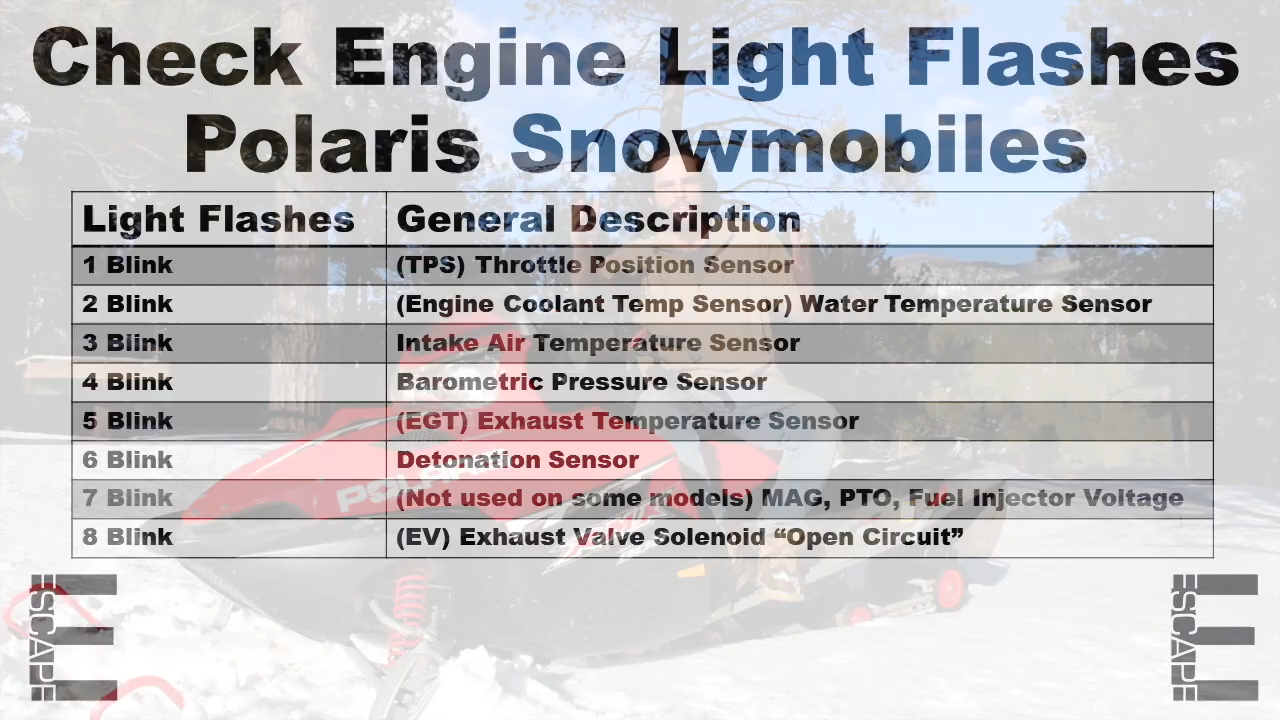 Check Engine Light Flashes
Polaris Snowmobiles
Light Flashes General Description
1 Blink (TPS) Throttle Position Sensor
2 Blink (Engine Coolant Temp Sensor) Water Temperature Sensor
3 Blink Intake Air Temperature Sensor
4 Blink Barometric Pressure Sensor
5 Blink (EGT) Exhaust Temperature Sensor
6 Blink Detonation Sensor
7 Blink (Not used on some models) MAG, PTO, Fuel Injector Voltage
8 Blink (EV) Exhaust Valve Solenoid “Open Circuit”
POLARIS
ESCAPE
ESCAPE